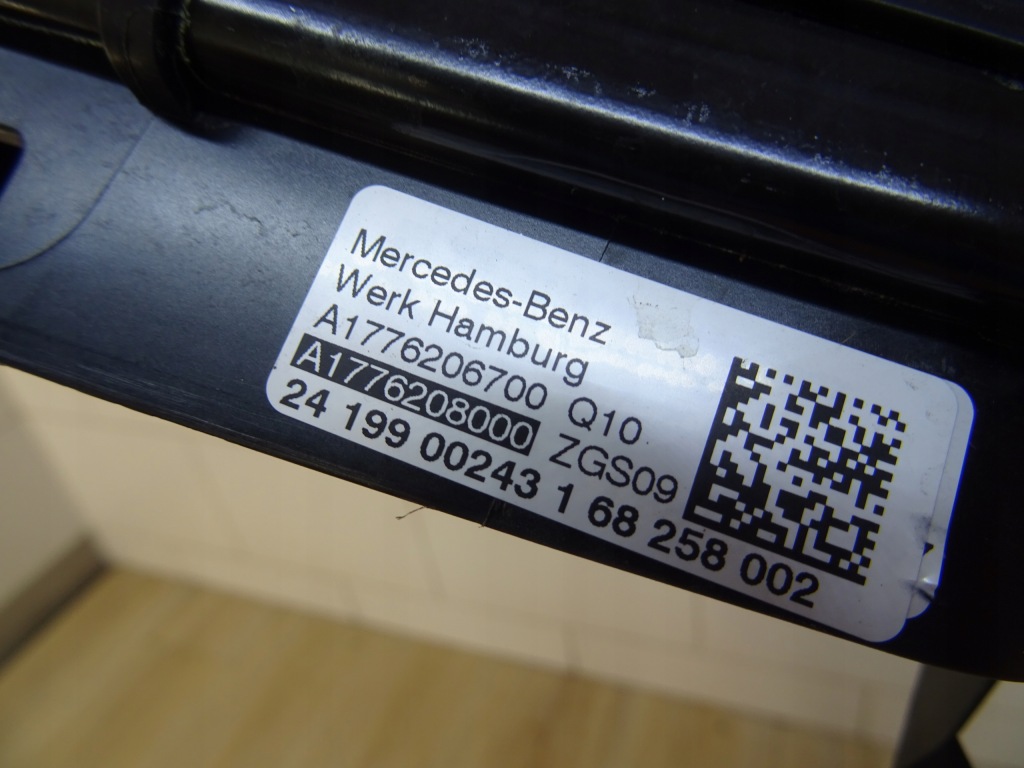 Mercedes-Benz
Werk Hamburg
A1776206700 Q10
A1776208000 ZGS09
24 199 00243 1 68 258 002